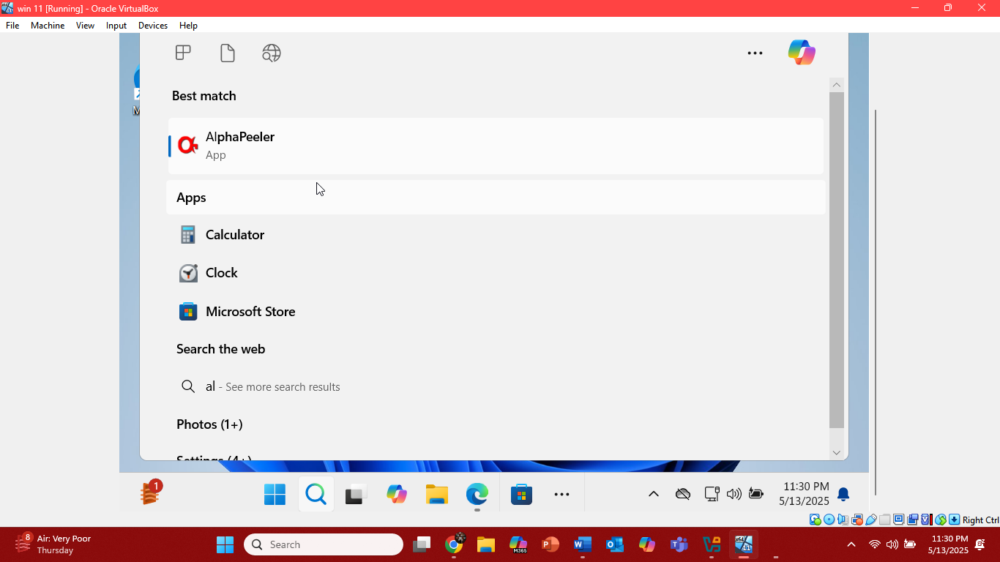 win 11 [Running] - Oracle VirtualBox
File Machine View Input Devices Help
Best match
AlphaPeeler
App
Apps
Calculator
Clock
Microsoft Store
Search the web
al - See more search results
Photos (1+)
Settings (4+)
1
11:30 PM
5/13/2025
Right Ctrl
8
Air: Very Poor
Thursday
Search
M365
11:30 PM
5/13/2025